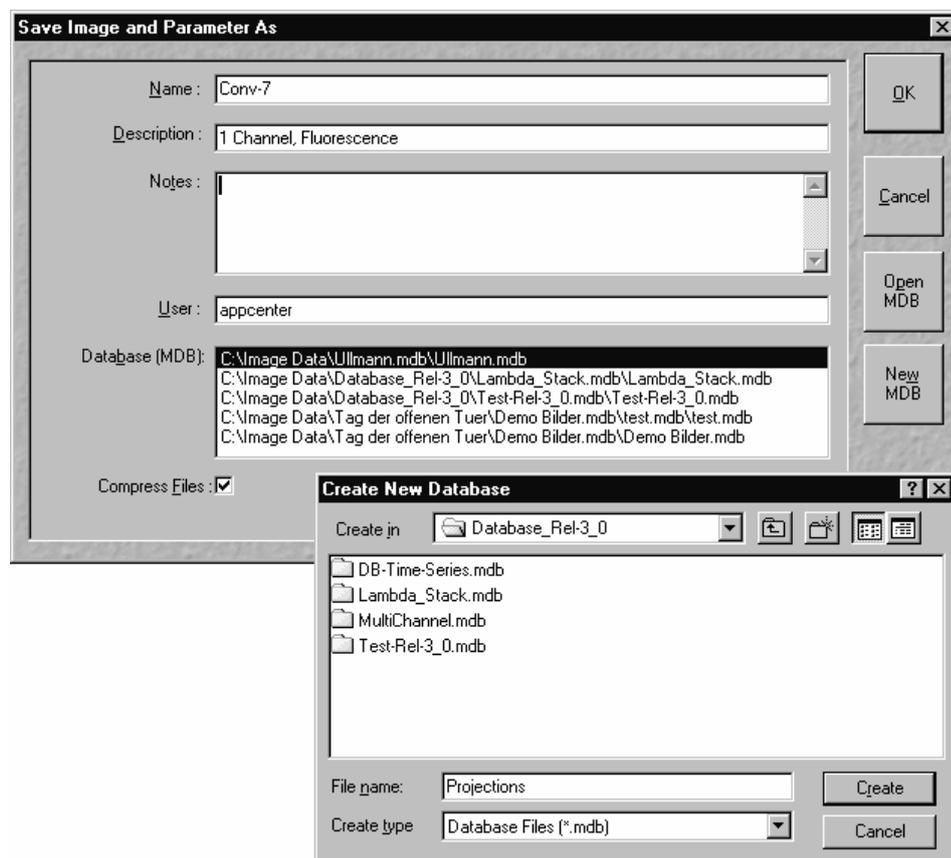 Save Image and Parameter As
Name : Conv-7
OK
Description : 1 Channel, Fluorescence
Notes :
Cancel
Open MDB
User : appcenter
Database (MDB): C:\Image Data\Ullmann.mdb\Ullmann.mdb
C:\Image Data\Database_Rel-3_0\Lambda_Stack.mdb\Lambda_Stack.mdb
C:\Image Data\Database_Rel-3_0\Test-Rel-3_0.mdb\Test-Rel-3_0.mdb
C:\Image Data\Tag der offenen Tuer\Demo Bilder.mdb\test.mdb\test.mdb
C:\Image Data\Tag der offenen Tuer\Demo Bilder.mdb\Demo Bilder.mdb
New MDB
Compress Files :
Create New Database
Create in Database_Rel-3_0
DB-Time-Series.mdb
Lambda_Stack.mdb
MultiChannel.mdb
Test-Rel-3_0.mdb
File name: Projections
Create
Create type Database Files (*.mdb)
Cancel